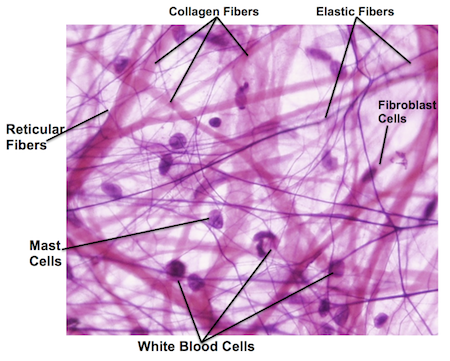 Collagen Fibers
Elastic Fibers
Fibroblast
Cells
Reticular
Fibers
Mast
Cells
White Blood Cells